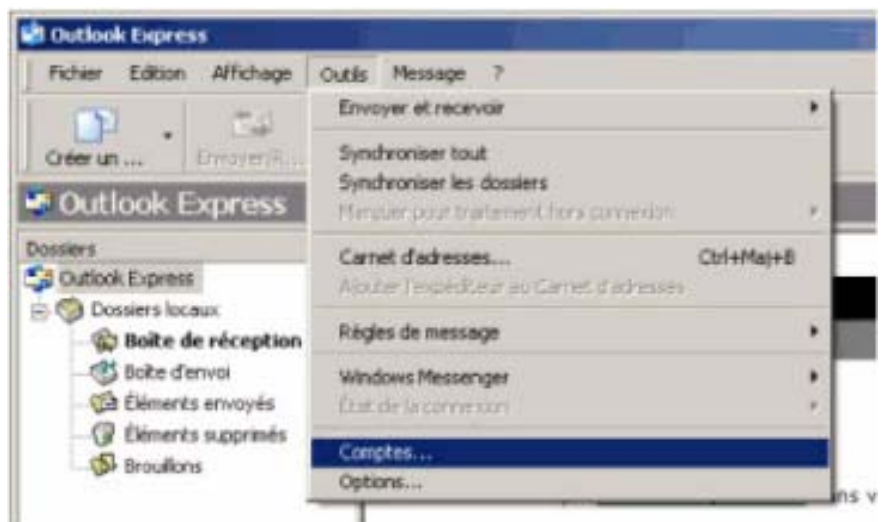 Outlook Express
Fichier Edition Affichage Outils Message ?
Créer un ... Envoyer/R...
Outlook Express
Dossiers
Outlook Express
Dossiers locaux
Boîte de réception
Boîte d'envoi
Éléments envoyés
Éléments supprimés
Brouillons
Envoyer et recevoir
Synchroniser tout
Synchroniser les dossiers
Marquer pour traitement hors connexion
Carnet d'adresses... Ctrl+Maj+B
Ajouter l'expéditeur au Carnet d'adresses
Règles de message
Windows Messenger
État de la connexion
Comptes...
Options...
ns v